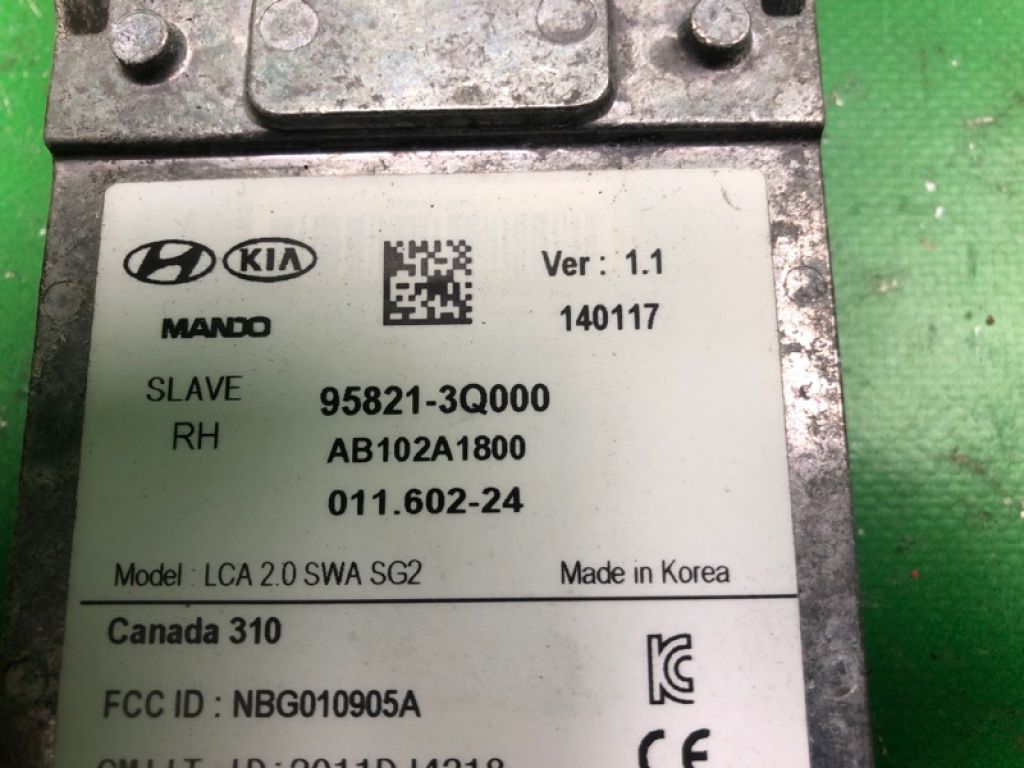 KIA
Ver : 1.1
MANDO
140117
SLAVE 95821-3Q000
RH AB102A1800
011.602-24
Model : LCA 2.0 SWA SG2 Made in Korea
Canada 310
FCC ID : NBG010905A
CE